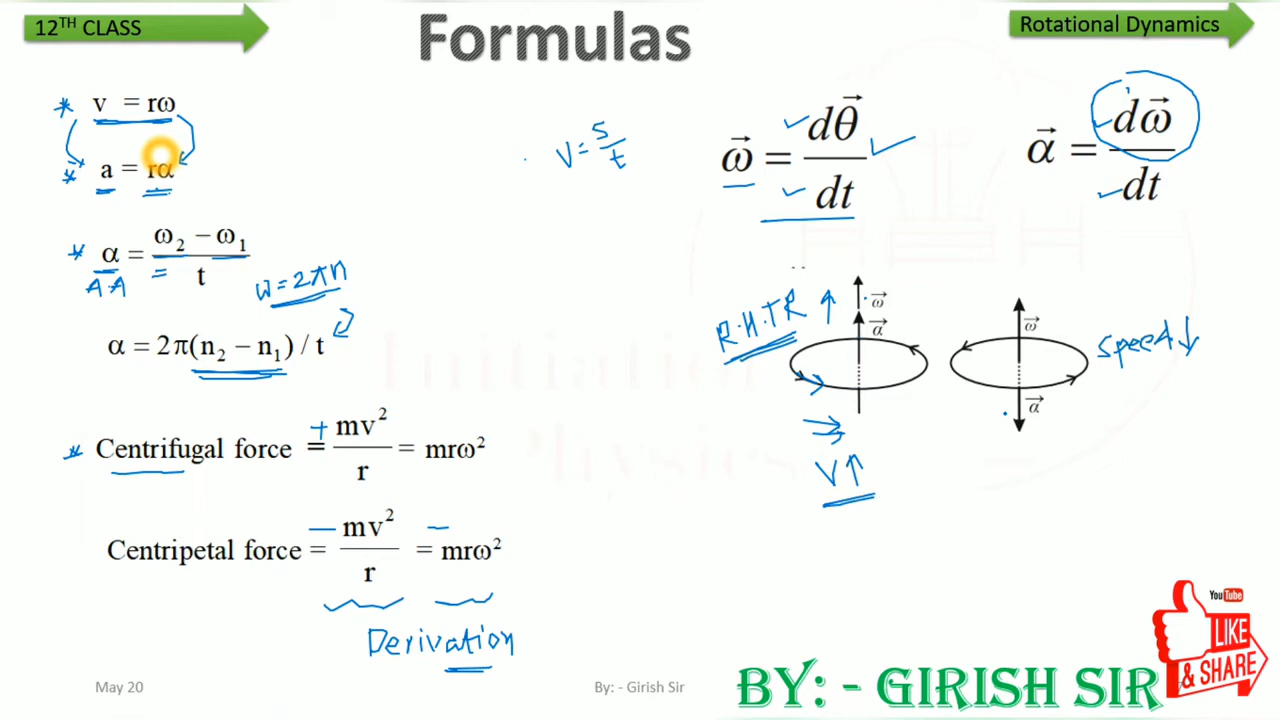 12TH CLASS
Formulas
Rotational Dynamics
* v = rω
* a = rα
* α = ω₂ − ω₁ / t
A·A
=
ω = 2πn
α = 2π(n₂ − n₁) / t
* Centrifugal force = + mv² / r = mrω²
Centripetal force = − mv² / r = − mrω²
Derivation
V = S / t
ω⃗ = dθ⃗ / dt
α⃗ = dω⃗ / dt
R.H.TR ↑
ω⃗
α⃗
V↑
ω⃗
α⃗
Speed ↓
YouTube
LIKE
& SHARE
May 20
By: - Girish Sir
BY: - GIRISH SIR